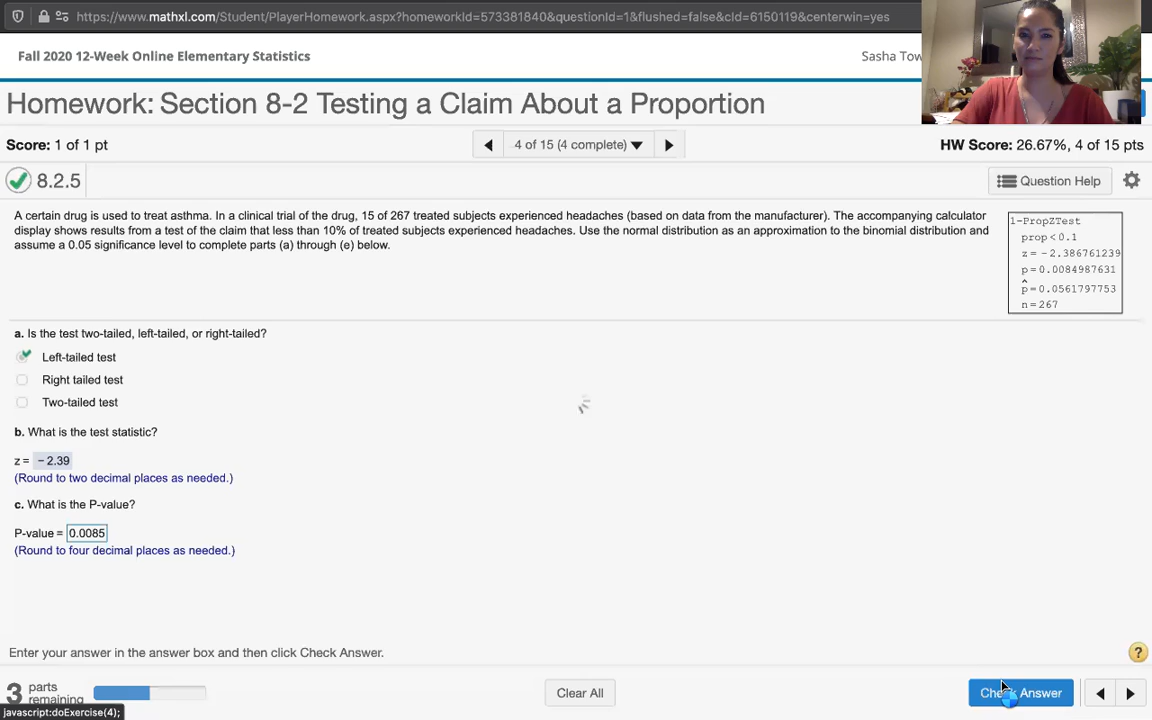 https://www.mathxl.com/Student/PlayerHomework.aspx?homeworkId=573381840&questionId=1&flushed=false&cId=6150119&centerwin=yes
Fall 2020 12-Week Online Elementary Statistics
Sasha
Homework: Section 8-2 Testing a Claim About a Proportion
Score: 1 of 1 pt
4 of 15 (4 complete)
HW Score: 26.67%, 4 of 15 pts
8.2.5
Question Help
A certain drug is used to treat asthma. In a clinical trial of the drug, 15 of 267 treated subjects experienced headaches (based on data from the manufacturer). The accompanying calculator
display shows results from a test of the claim that less than 10% of treated subjects experienced headaches. Use the normal distribution as an approximation to the binomial distribution and
assume a 0.05 significance level to complete parts (a) through (e) below.
1-PropZTest
prop<0.1
z=-2.386761239
p=0.0084987631
p̂=0.0561797753
n=267
a. Is the test two-tailed, left-tailed, or right-tailed?
Left-tailed test
Right tailed test
Two-tailed test
b. What is the test statistic?
z = -2.39
(Round to two decimal places as needed.)
c. What is the P-value?
P-value = 0.0085
(Round to four decimal places as needed.)
Enter your answer in the answer box and then click Check Answer.
?
3 parts remaining
Clear All
Check Answer
javascript:doExercise(4);